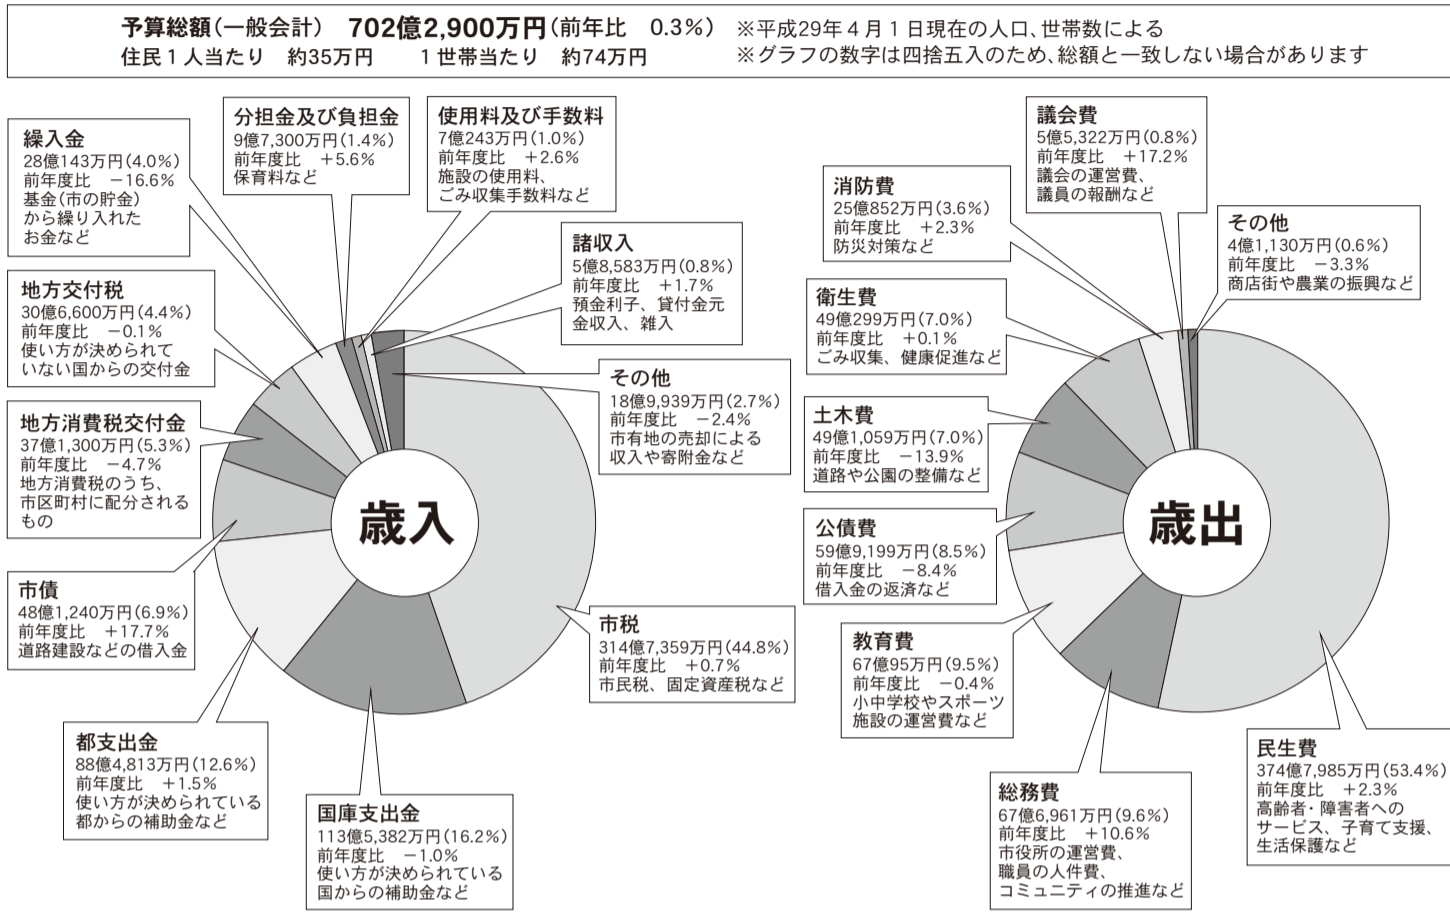 予算総額(一般会計) 702億2,900万円(前年比 0.3%) ※平成29年4月1日現在の人口、世帯数による
住民1人当たり 約35万円 1世帯当たり 約74万円 ※グラフの数字は四捨五入のため、総額と一致しない場合があります
繰入金
28億143万円(4.0%)
前年度比 −16.6%
基金(市の貯金)
から繰り入れた
お金など
分担金及び負担金
9億7,300万円(1.4%)
前年度比 +5.6%
保育料など
使用料及び手数料
7億243万円(1.0%)
前年度比 +2.6%
施設の使用料、
ごみ収集手数料など
諸収入
5億8,583万円(0.8%)
前年度比 +1.7%
預金利子、貸付金元
金収入、雑入
その他
18億9,939万円(2.7%)
前年度比 −2.4%
市有地の売却による
収入や寄附金など
地方交付税
30億6,600万円(4.4%)
前年度比 −0.1%
使い方が決められて
いない国からの交付金
地方消費税交付金
37億1,300万円(5.3%)
前年度比 −4.7%
地方消費税のうち、
市区町村に配分される
もの
歳入
市債
48億1,240万円(6.9%)
前年度比 +17.7%
道路建設などの借入金
市税
314億7,359万円(44.8%)
前年度比 +0.7%
市民税、固定資産税など
都支出金
88億4,813万円(12.6%)
前年度比 +1.5%
使い方が決められている
都からの補助金など
国庫支出金
113億5,382万円(16.2%)
前年度比 −1.0%
使い方が決められている
国からの補助金など
議会費
5億5,322万円(0.8%)
前年度比 +17.2%
議会の運営費、
議員の報酬など
消防費
25億852万円(3.6%)
前年度比 +2.3%
防災対策など
その他
4億1,130万円(0.6%)
前年度比 −3.3%
商店街や農業の振興など
衛生費
49億299万円(7.0%)
前年度比 +0.1%
ごみ収集、健康促進など
土木費
49億1,059万円(7.0%)
前年度比 −13.9%
道路や公園の整備など
歳出
公債費
59億9,199万円(8.5%)
前年度比 −8.4%
借入金の返済など
教育費
67億95万円(9.5%)
前年度比 −0.4%
小中学校やスポーツ
施設の運営費など
総務費
67億6,961万円(9.6%)
前年度比 +10.6%
市役所の運営費、
職員の人件費、
コミュニティの推進など
民生費
374億7,985万円(53.4%)
前年度比 +2.3%
高齢者・障害者への
サービス、子育て支援、
生活保護など